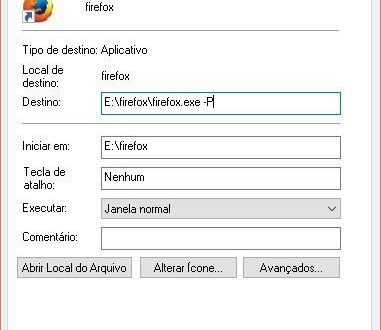 firefox
Tipo de destino: Aplicativo
Local de destino: firefox
Destino: E:\firefox\firefox.exe -P
Iniciar em: E:\firefox
Tecla de atalho: Nenhum
Executar: Janela normal
Comentário:
Abrir Local do Arquivo Alterar Ícone... Avançados...